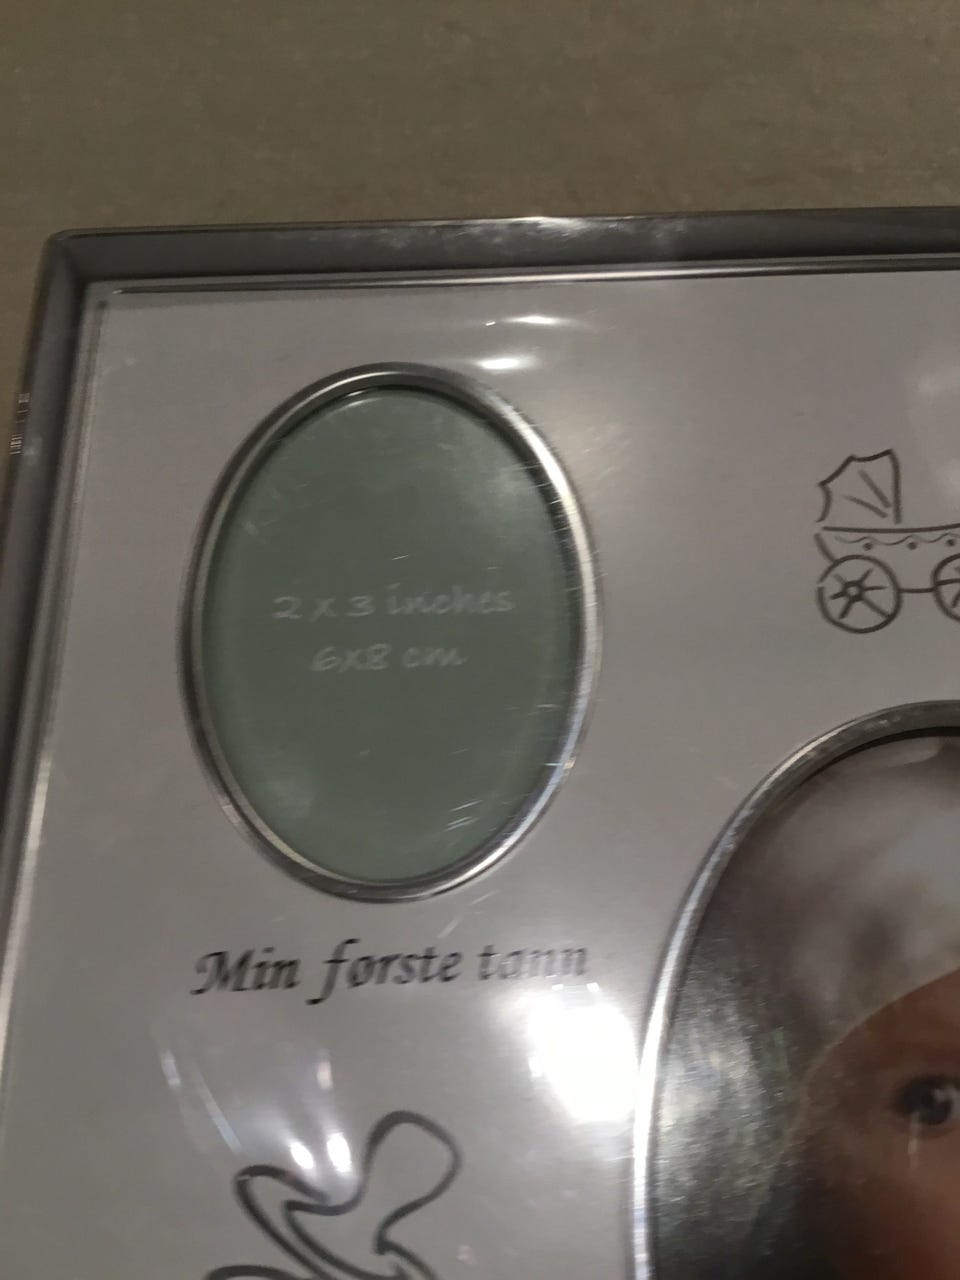 2 x 3 inches
6x8 cm
Min første tann